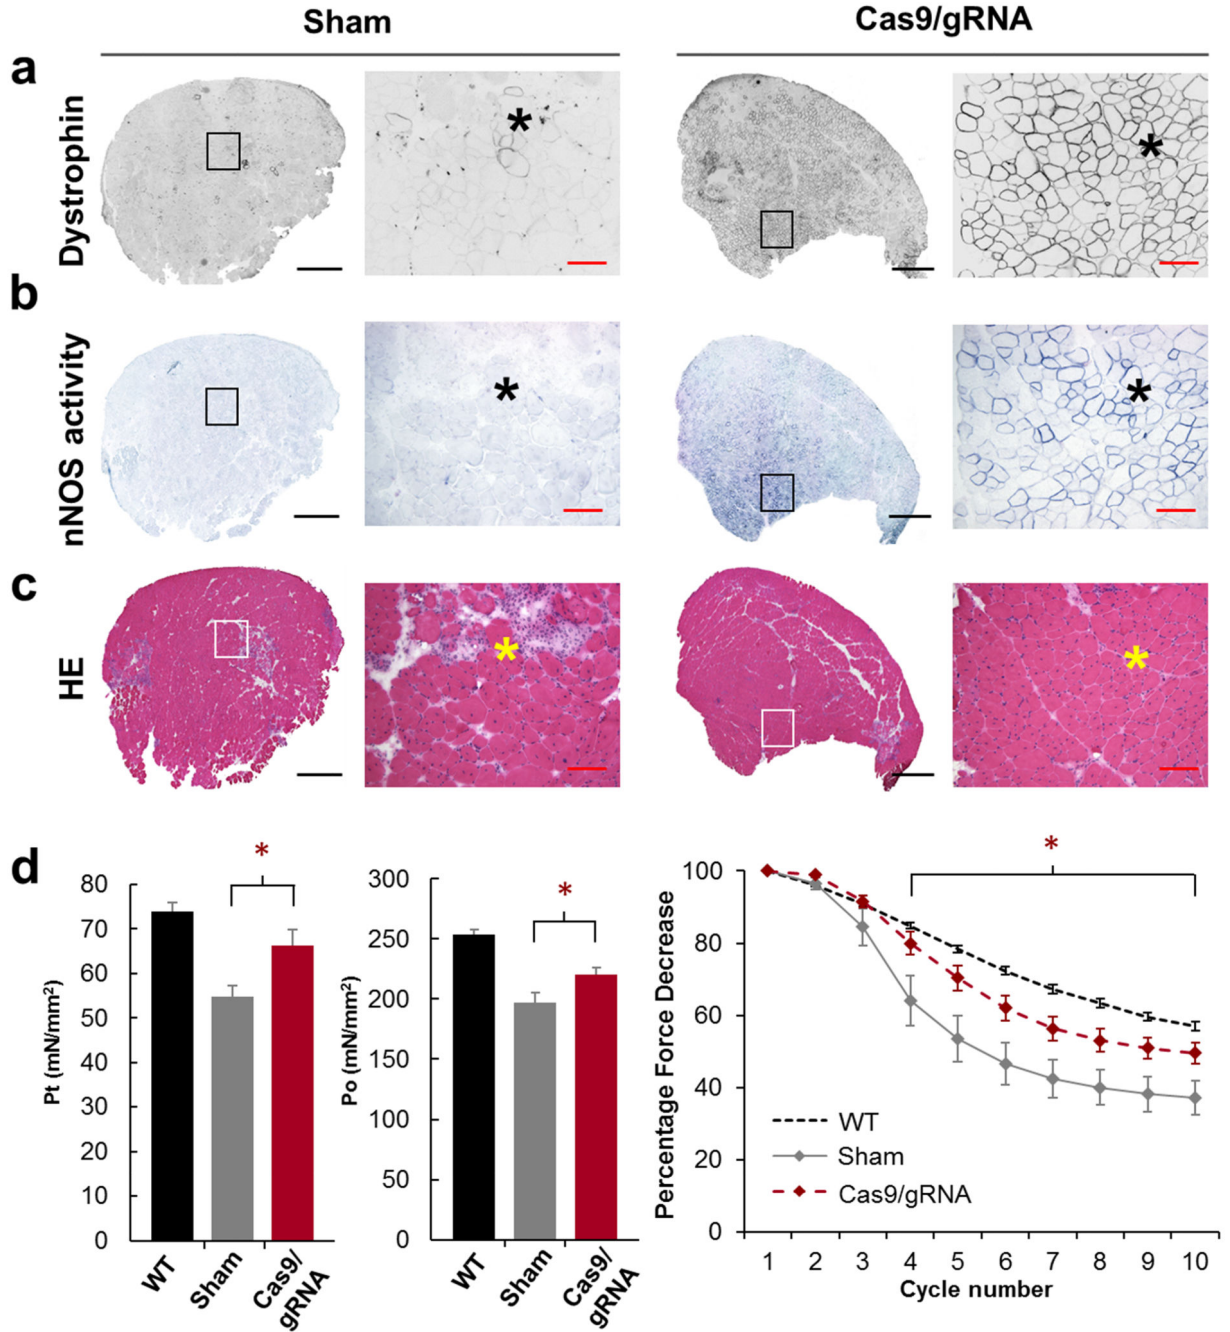 Sham
Cas9/gRNA
a
Dystrophin
*
*
b
nNOS activity
*
*
c
HE
*
*
d
*
80
70
60
50
40
30
20
10
0
Pt (mN/mm²)
WT
Sham
Cas9/
gRNA
*
300
250
200
150
100
50
0
Po (mN/mm²)
WT
Sham
Cas9/
gRNA
*
100
80
60
40
20
0
Percentage Force Decrease
WT
Sham
Cas9/gRNA
1 2 3 4 5 6 7 8 9 10
Cycle number